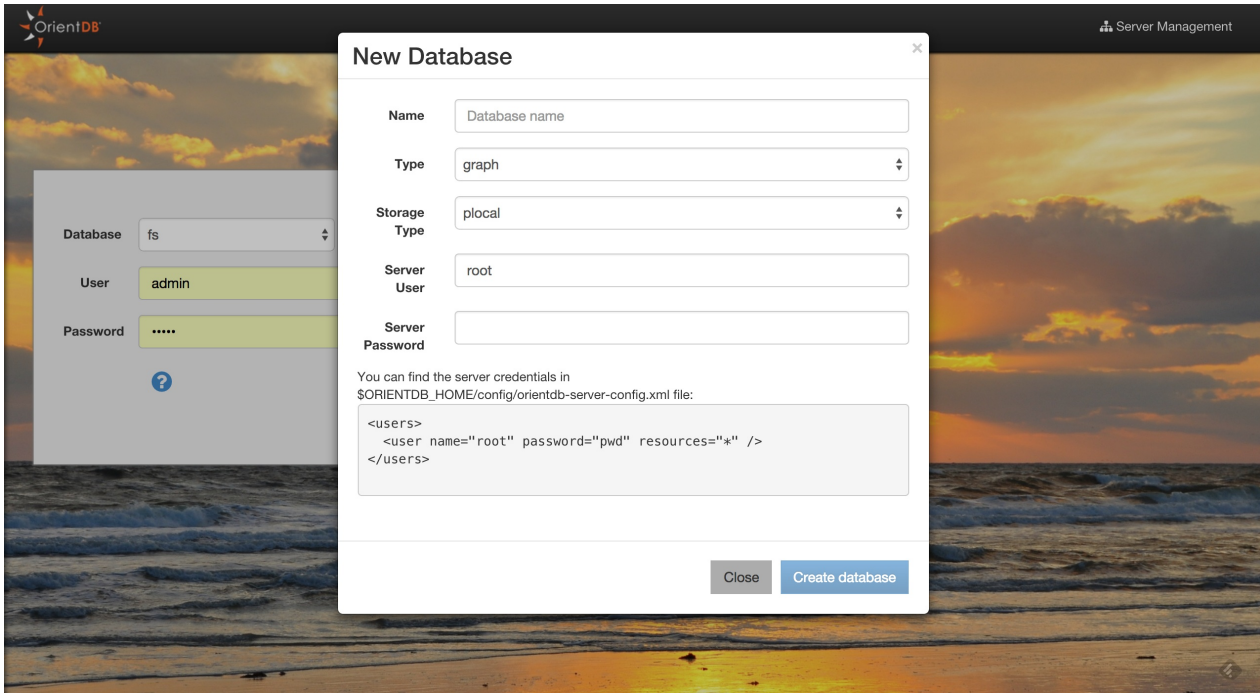 OrientDB
Server Management
New Database
×
Name
Database name
Type
graph
Storage
Type
plocal
Server
User
root
Server
Password
You can find the server credentials in
$ORIENTDB_HOME/config/orientdb-server-config.xml file:
<users>
<user name="root" password="pwd" resources="*" />
</users>
Close
Create database
Database
fs
User
admin
Password
•••••
?